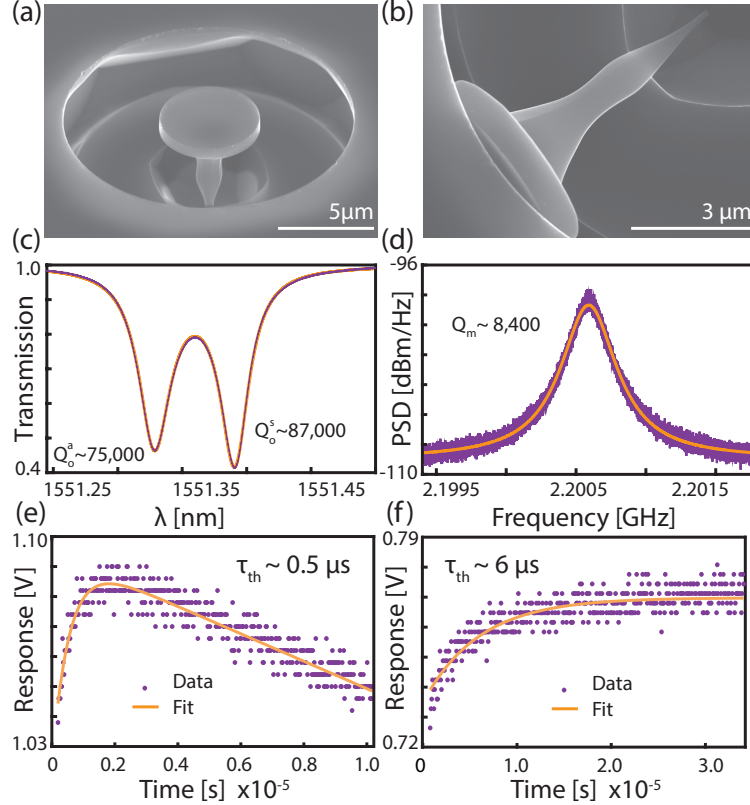 (a)
5µm
(b)
3 µm
(c)
1.0
Transmission
0.4
Q_o^a~75,000
Q_o^s~87,000
1551.25
1551.35
1551.45
λ [nm]
(d)
-96
PSD [dBm/Hz]
-110
Q_m~ 8,400
2.1995
2.2005
2.2015
Frequency [GHz]
(e)
1.10
Response [V]
1.03
τ_th ~ 0.5 µs
Data
Fit
0
0.2
0.4
0.6
0.8
1.0
Time [s] x10^-5
(f)
0.79
Response [V]
0.72
τ_th ~ 6 µs
Data
Fit
0
1.0
2.0
3.0
Time [s] x10^-5